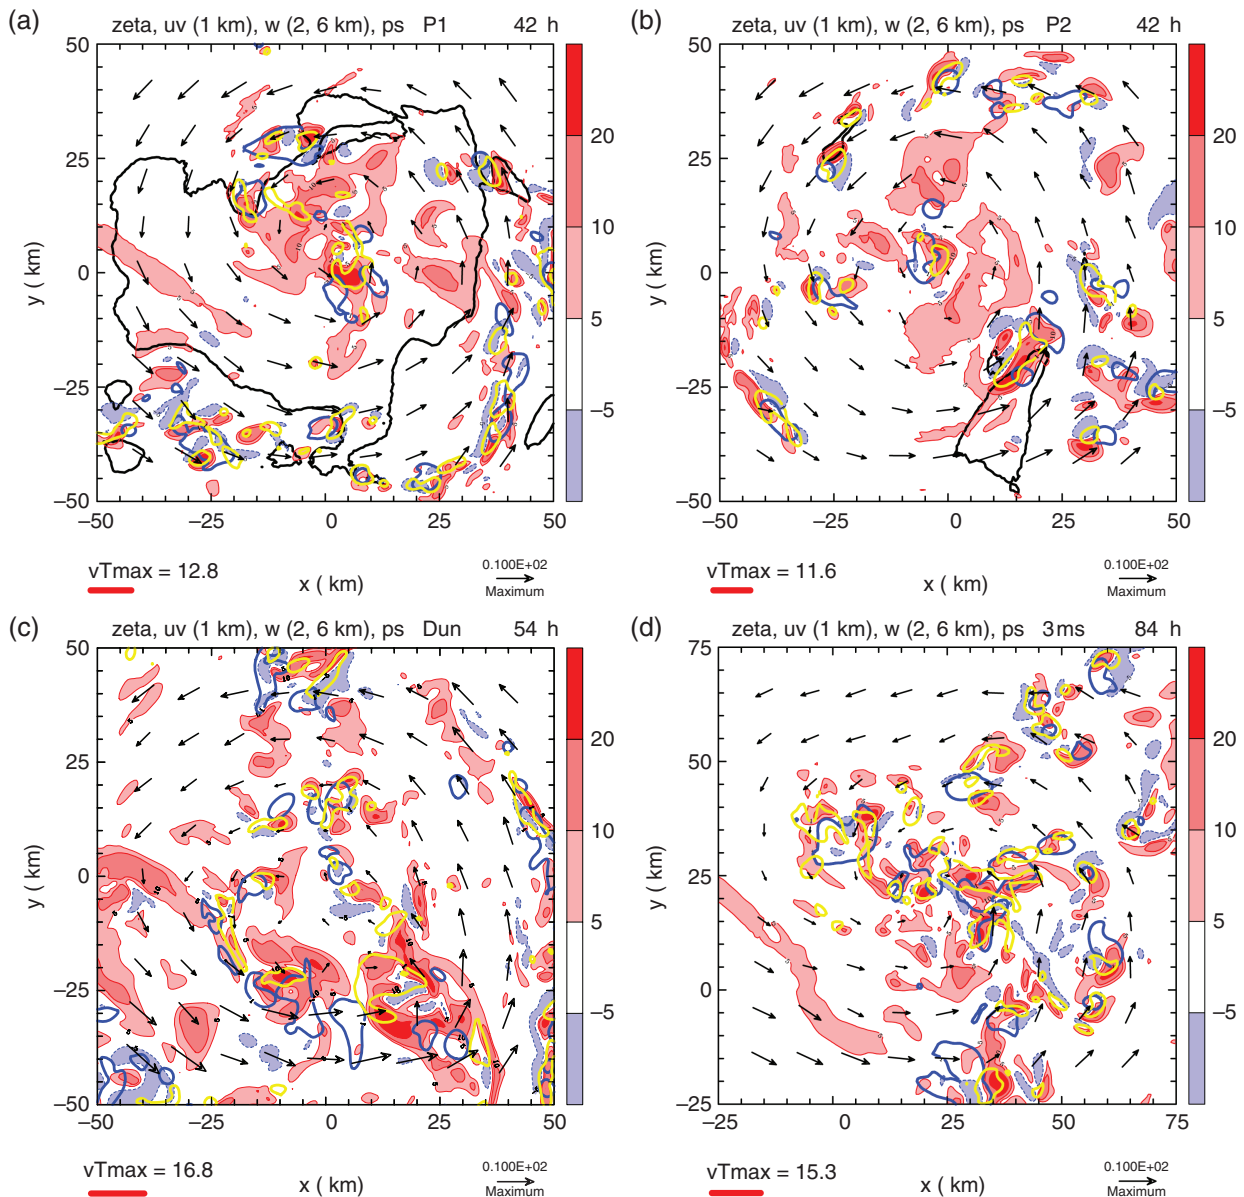 (a) zeta, uv (1 km), w (2, 6 km), ps P1 42 h
50
25
0
−25
−50
y ( km)
−50 −25 0 25 50
x ( km)
20
10
5
−5
vTmax = 12.8
0.100E+02
Maximum
(b) zeta, uv (1 km), w (2, 6 km), ps P2 42 h
50
25
0
−25
−50
y ( km)
−50 −25 0 25 50
x ( km)
20
10
5
−5
vTmax = 11.6
0.100E+02
Maximum
(c) zeta, uv (1 km), w (2, 6 km), ps Dun 54 h
50
25
0
−25
−50
y ( km)
−50 −25 0 25 50
x ( km)
20
10
5
−5
vTmax = 16.8
0.100E+02
Maximum
(d) zeta, uv (1 km), w (2, 6 km), ps 3ms 84 h
75
50
25
0
−25
y ( km)
−25 0 25 50 75
x ( km)
20
10
5
−5
vTmax = 15.3
0.100E+02
Maximum